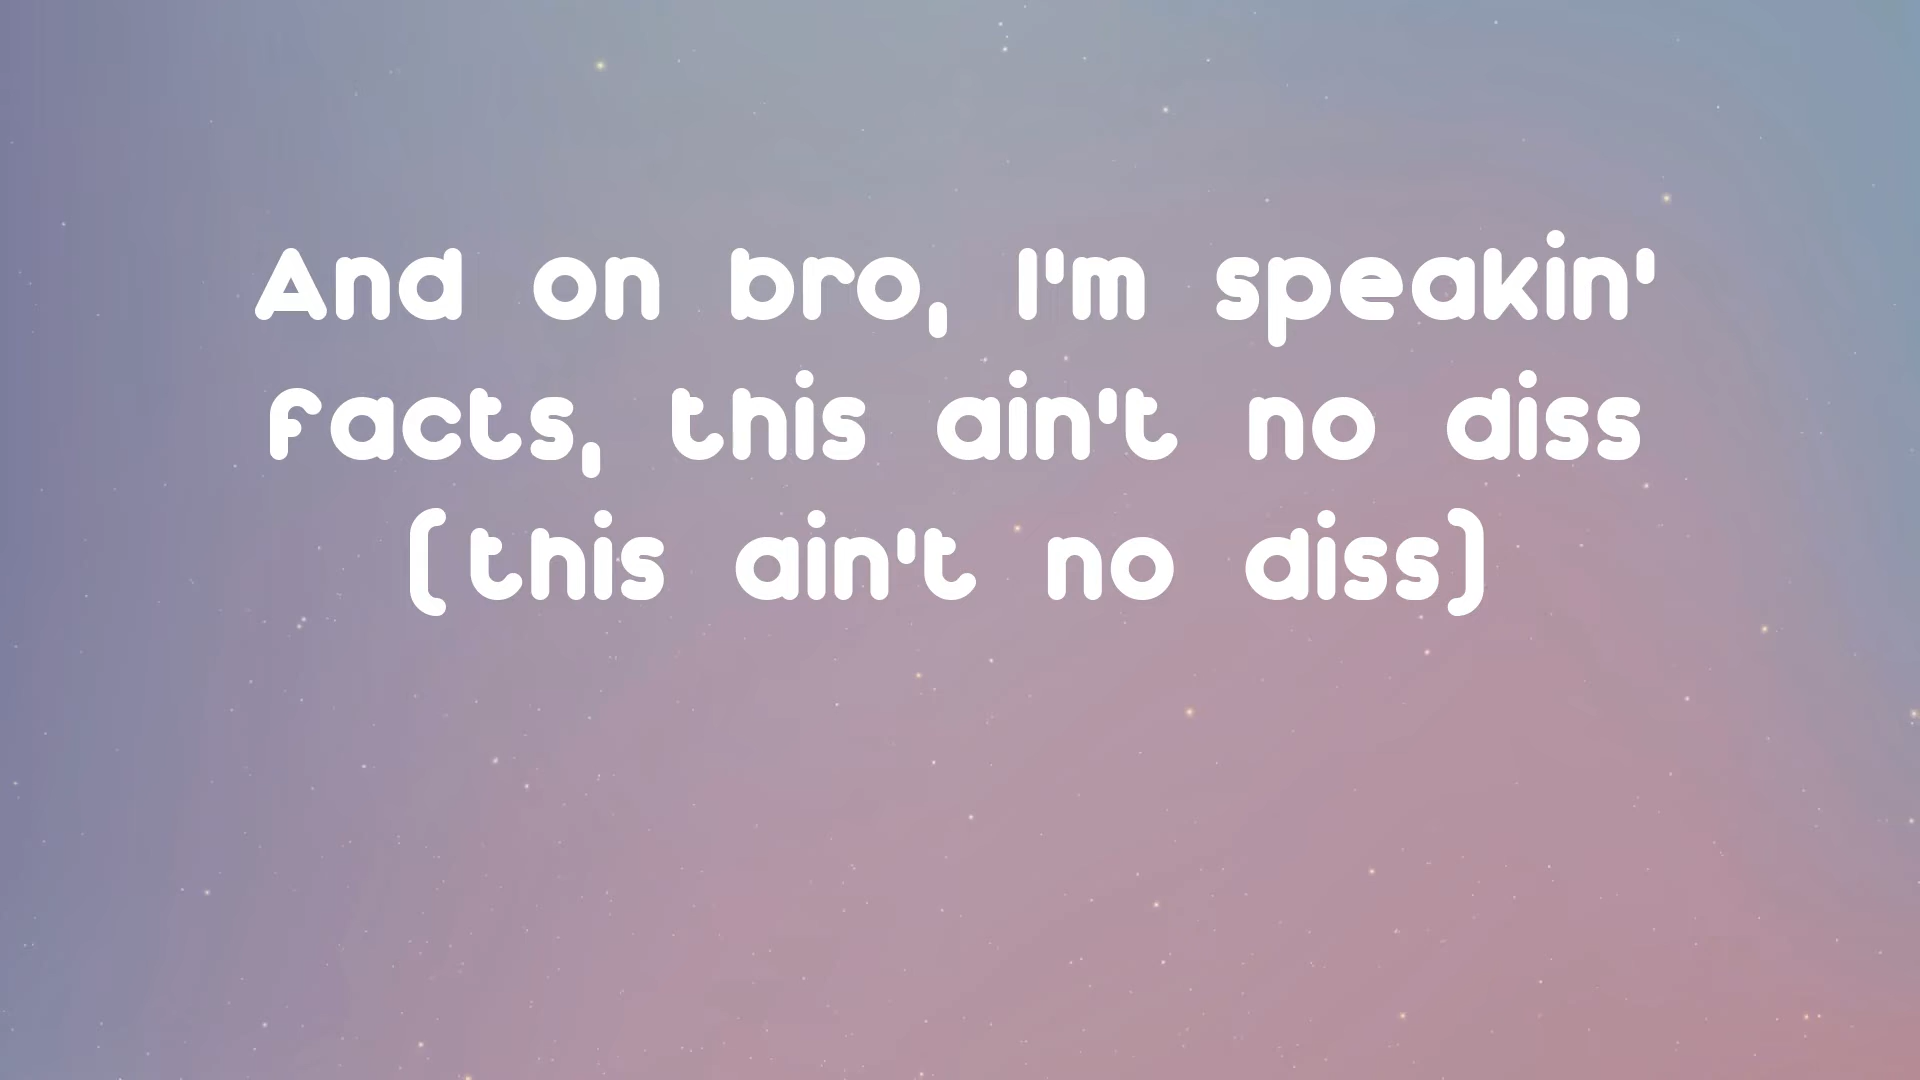 And on bro, I'm speakin'
facts, this ain't no diss
(this ain't no diss)